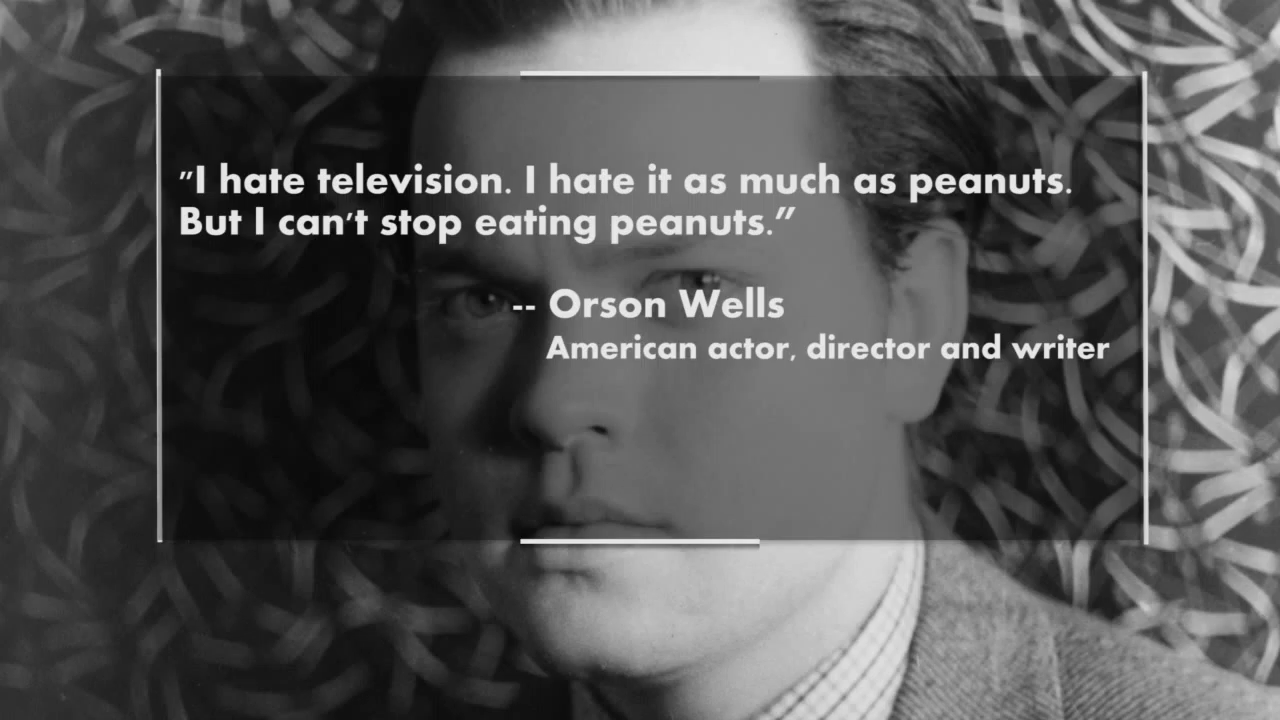 "I hate television. I hate it as much as peanuts.
But I can't stop eating peanuts."
-- Orson Wells
American actor, director and writer